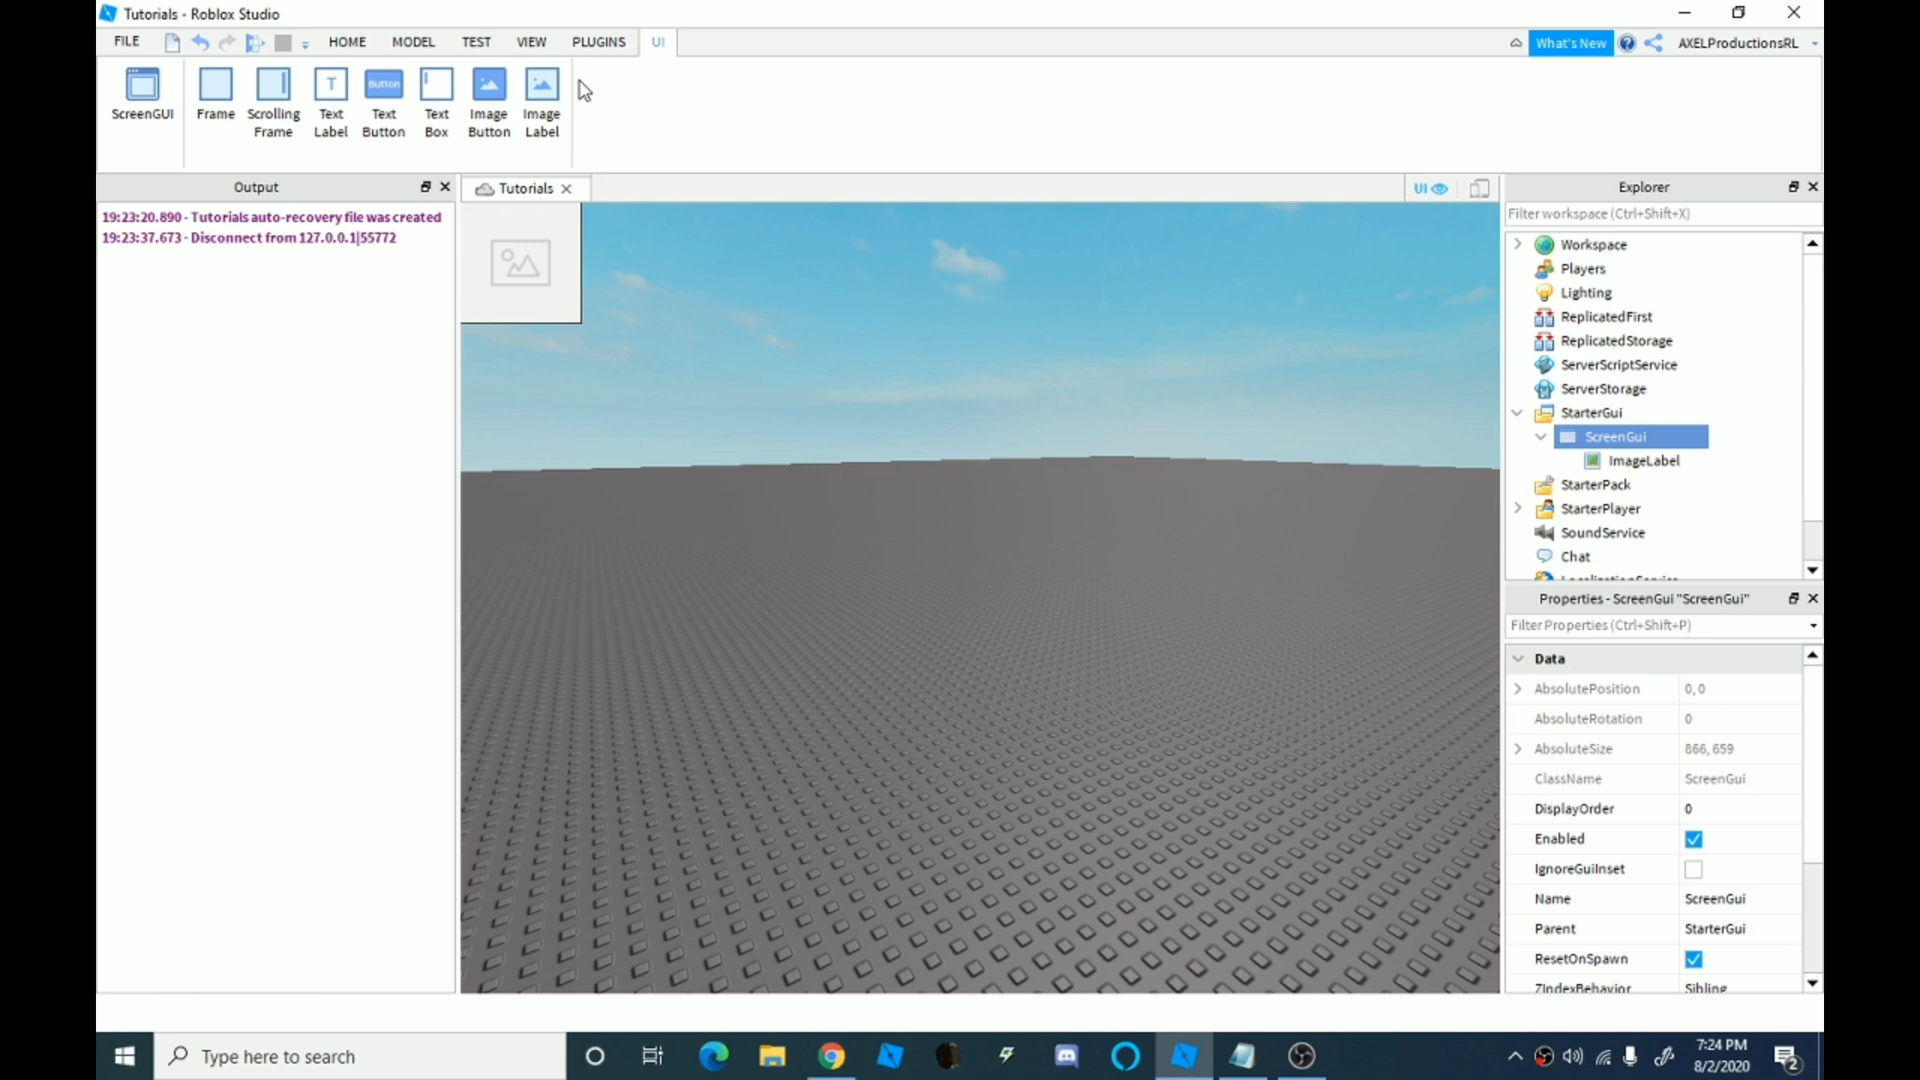 Tutorials - Roblox Studio
FILE
HOME
MODEL
TEST
VIEW
PLUGINS
UI
What's New
AXELProductionsRL
ScreenGUI
Frame
Scrolling
Frame
Text
Label
Button
Text
Button
Text
Box
Image
Button
Image
Label
Output
19:23:20.890 - Tutorials auto-recovery file was created
19:23:37.673 - Disconnect from 127.0.0.1|55772
Tutorials
UI
Explorer
Filter workspace (Ctrl+Shift+X)
Workspace
Players
Lighting
ReplicatedFirst
ReplicatedStorage
ServerScriptService
ServerStorage
StarterGui
ScreenGui
ImageLabel
StarterPack
StarterPlayer
SoundService
Chat
LocalizationService
Properties - ScreenGui "ScreenGui"
Filter Properties (Ctrl+Shift+P)
Data
AbsolutePosition 0, 0
AbsoluteRotation 0
AbsoluteSize 866, 659
ClassName ScreenGui
DisplayOrder 0
Enabled
IgnoreGuiInset
Name ScreenGui
Parent StarterGui
ResetOnSpawn
ZIndexBehavior Sibling
Type here to search
7:24 PM
8/2/2020
2